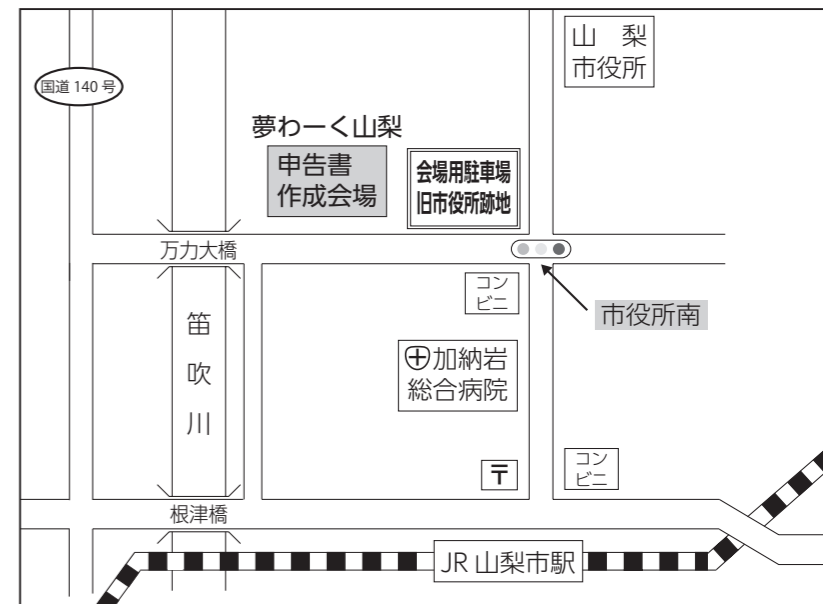 山 梨
市役所
国道 140 号
夢わーく山梨
申告書
作成会場
会場用駐車場
旧市役所跡地
万力大橋
コン
ビニ
市役所南
笛
吹
川
加納岩
総合病院
〒
コン
ビニ
根津橋
JR 山梨市駅